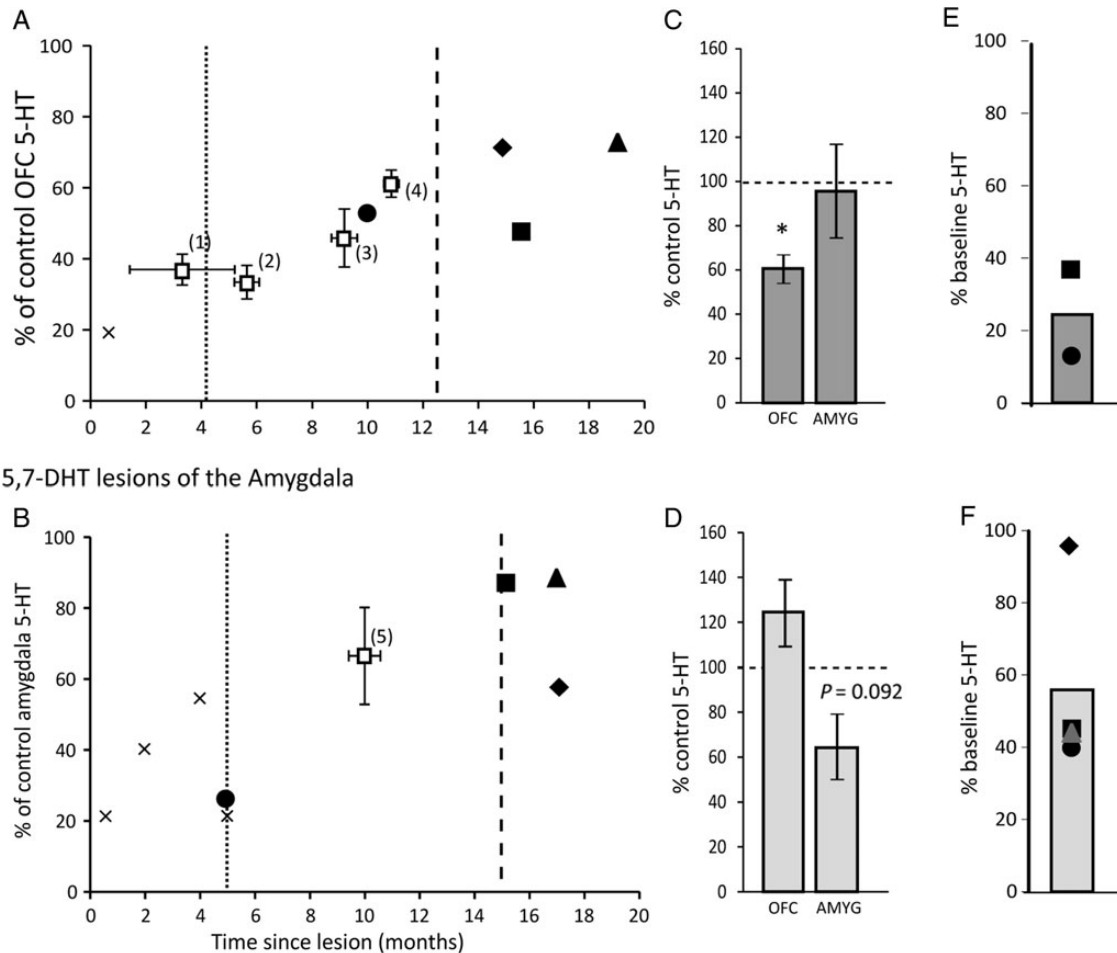 A
% of control OFC 5-HT
100
80
60
40
20
0
(1)
(2)
(3)
(4)
0 2 4 6 8 10 12 14 16 18 20
C
% control 5-HT
160
140
120
100
80
60
40
20
0
*
OFC AMYG
E
% baseline 5-HT
100
80
60
40
20
0
5,7-DHT lesions of the Amygdala
B
% of control amygdala 5-HT
100
80
60
40
20
0
(5)
0 2 4 6 8 10 12 14 16 18 20
Time since lesion (months)
D
% control 5-HT
160
140
120
100
80
60
40
20
0
P = 0.092
OFC AMYG
F
% baseline 5-HT
100
80
60
40
20
0